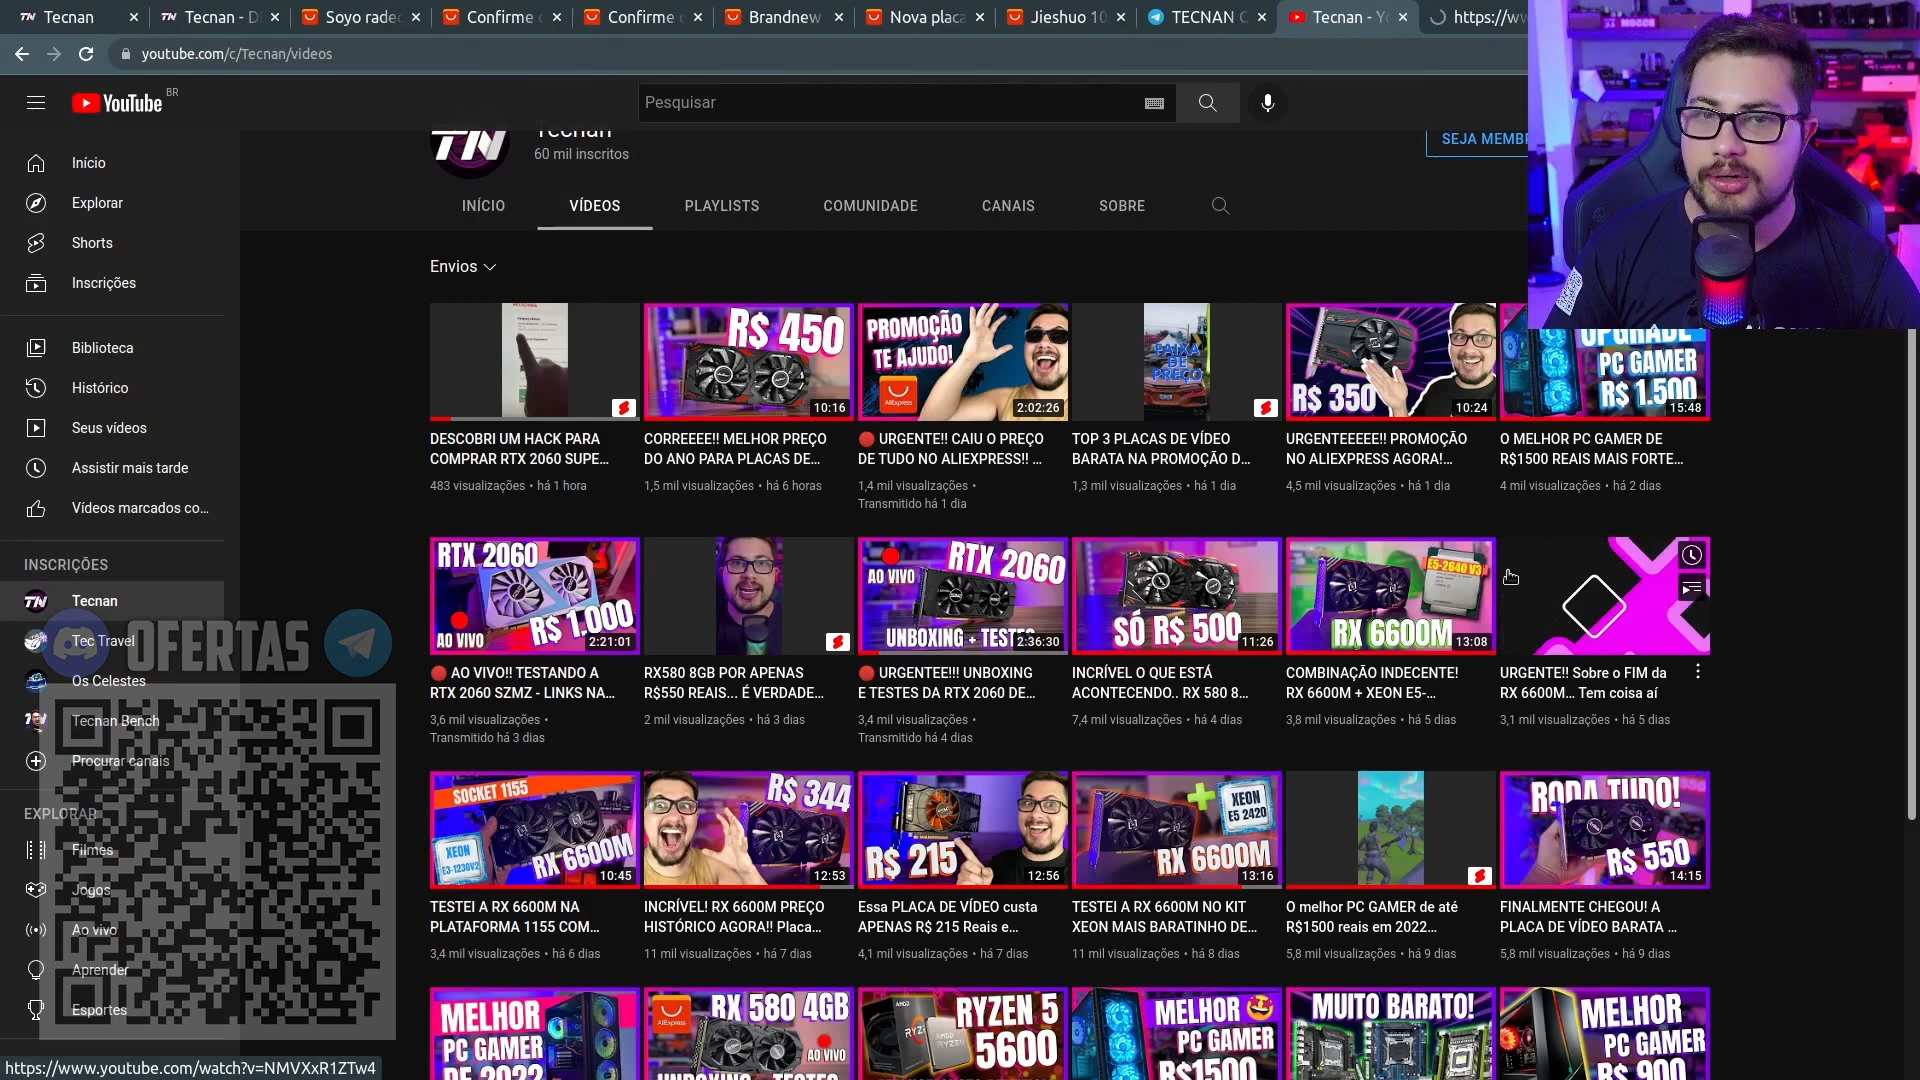 Tecnan
Tecnan - D
Soyo rade
Confirme
Confirme
Brandnew
Nova placa
Jieshuo 10
TECNAN
Tecnan - Y
https://w
youtube.com/c/Tecnan/videos
YouTube
BR
Pesquisar
Tecnan
60 mil inscritos
SEJA MEMB
INÍCIO
VÍDEOS
PLAYLISTS
COMUNIDADE
CANAIS
SOBRE
Envios
Início
Explorar
Shorts
Inscrições
Biblioteca
Histórico
Seus vídeos
Assistir mais tarde
Vídeos marcados co...
INSCRIÇÕES
Tecnan
Tec Travel
Os Celestes
Tecnan Bench
Procurar canais
EXPLORAR
Filmes
Jogos
Ao vivo
Aprender
Esportes
OFERTAS
R$ 450
10:16
PROMOÇÃO
TE AJUDO!
AliExpress
2:02:26
FAIXA
DE
PREÇO
R$ 350
10:24
UPGRADE
PC GAMER
R$ 1.500
15:48
DESCOBRI UM HACK PARA
COMPRAR RTX 2060 SUPE...
483 visualizações • há 1 hora
CORREEEE!! MELHOR PREÇO
DO ANO PARA PLACAS DE...
1,5 mil visualizações • há 6 horas
URGENTE!! CAIU O PREÇO
DE TUDO NO ALIEXPRESS!! ...
1,4 mil visualizações •
Transmitido há 1 dia
TOP 3 PLACAS DE VÍDEO
BARATA NA PROMOÇÃO D...
1,3 mil visualizações • há 1 dia
URGENTEEEEE!! PROMOÇÃO
NO ALIEXPRESS AGORA!...
4,5 mil visualizações • há 1 dia
O MELHOR PC GAMER DE
R$1500 REAIS MAIS FORTE...
4 mil visualizações • há 2 dias
RTX 2060
AO VIVO
R$ 1.000
2:21:01
AO VIVO
RTX 2060
UNBOXING + TESTE
2:36:30
SÓ R$ 500
11:26
E5-2640 V3
RX 6600M
13:08
AO VIVO!! TESTANDO A
RTX 2060 SZMZ - LINKS NA...
3,6 mil visualizações •
Transmitido há 3 dias
RX580 8GB POR APENAS
R$550 REAIS... É VERDADE...
2 mil visualizações • há 3 dias
URGENTEE!!! UNBOXING
E TESTES DA RTX 2060 DE...
3,4 mil visualizações •
Transmitido há 4 dias
INCRÍVEL O QUE ESTÁ
ACONTECENDO.. RX 580 8...
7,4 mil visualizações • há 4 dias
COMBINAÇÃO INDECENTE!
RX 6600M + XEON E5-...
3,8 mil visualizações • há 5 dias
URGENTE!! Sobre o FIM da
RX 6600M... Tem coisa aí
3,1 mil visualizações • há 5 dias
SOCKET 1155
XEON
E3-1230V2
RX 6600M
10:45
R$ 344
12:53
R$ 215
12:56
XEON
E5 2420
RX 6600M
13:16
RODA TUDO!
R$ 550
14:15
TESTEI A RX 6600M NA
PLATAFORMA 1155 COM...
3,4 mil visualizações • há 6 dias
INCRÍVEL! RX 6600M PREÇO
HISTÓRICO AGORA!! Placa...
11 mil visualizações • há 7 dias
Essa PLACA DE VÍDEO custa
APENAS R$ 215 Reais e...
4,1 mil visualizações • há 7 dias
TESTEI A RX 6600M NO KIT
XEON MAIS BARATINHO DE...
11 mil visualizações • há 8 dias
O melhor PC GAMER de até
R$1500 reais em 2022...
5,8 mil visualizações • há 9 dias
FINALMENTE CHEGOU! A
PLACA DE VÍDEO BARATA ...
5,8 mil visualizações • há 9 dias
MELHOR
PC GAMER
DE 2022
AliExpress
RX 580 4GB
AO VIVO
UNBOXING + TESTES
AMD
RYZEN
RYZEN 5
5600
MELHOR
PC GAMER
R$1500
MUITO BARATO!
MELHOR
PC GAMER
R$ 900
https://www.youtube.com/watch?v=NMVXxR1ZTw4